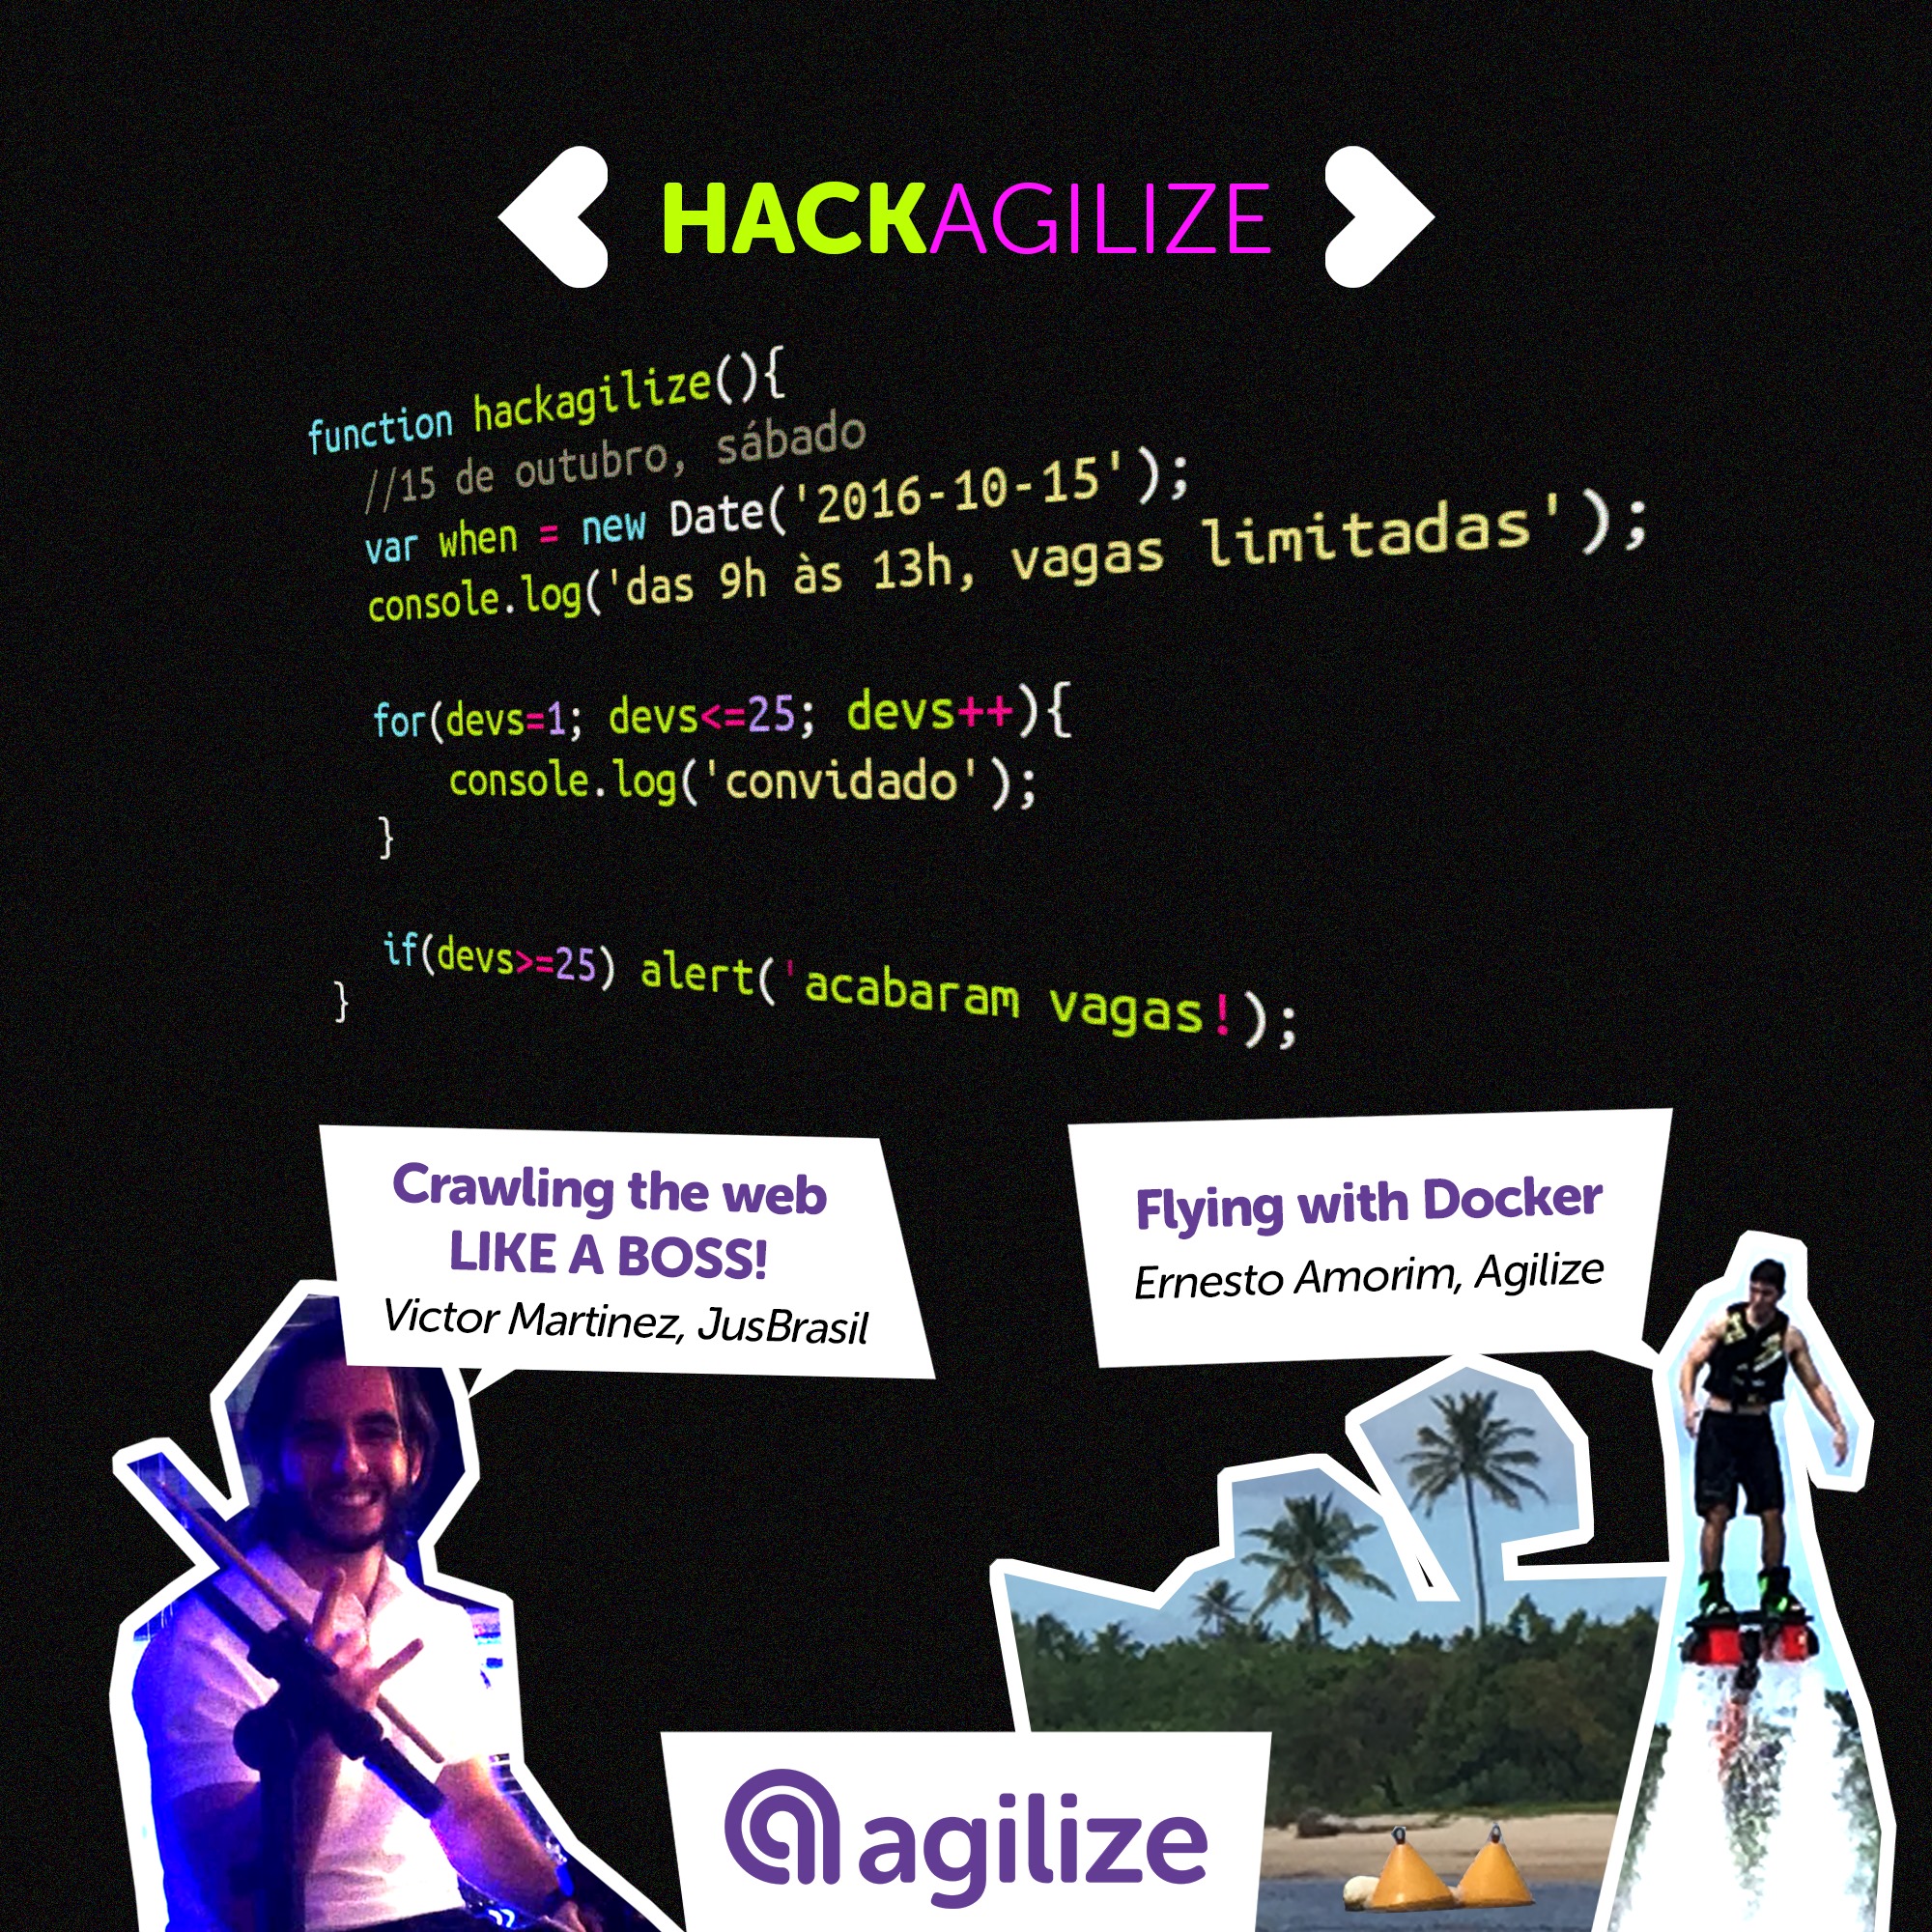 HACKAGILIZE
function hackagilize(){
//15 de outubro, sábado
var when = new Date('2016-10-15');
console.log('das 9h às 13h, vagas limitadas');
for(devs=1; devs<=25; devs++){
console.log('convidado');
}
if(devs>=25) alert('acabaram vagas!);
}
Crawling the web
LIKE A BOSS!
Victor Martinez, JusBrasil
Flying with Docker
Ernesto Amorim, Agilize
agilize